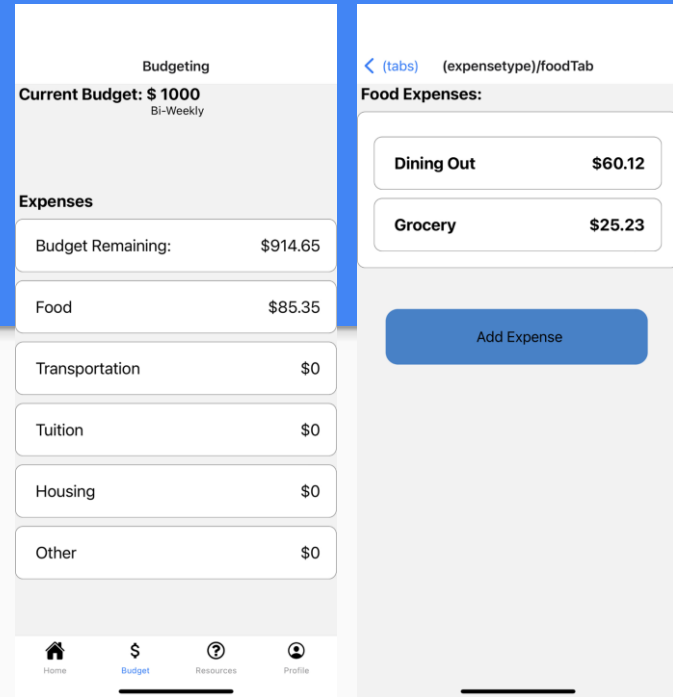 Budgeting
Current Budget: $ 1000
Bi-Weekly
Expenses
Budget Remaining: $914.65
Food $85.35
Transportation $0
Tuition $0
Housing $0
Other $0
Home Budget Resources Profile
(tabs) (expensetype)/foodTab
Food Expenses:
Dining Out $60.12
Grocery $25.23
Add Expense